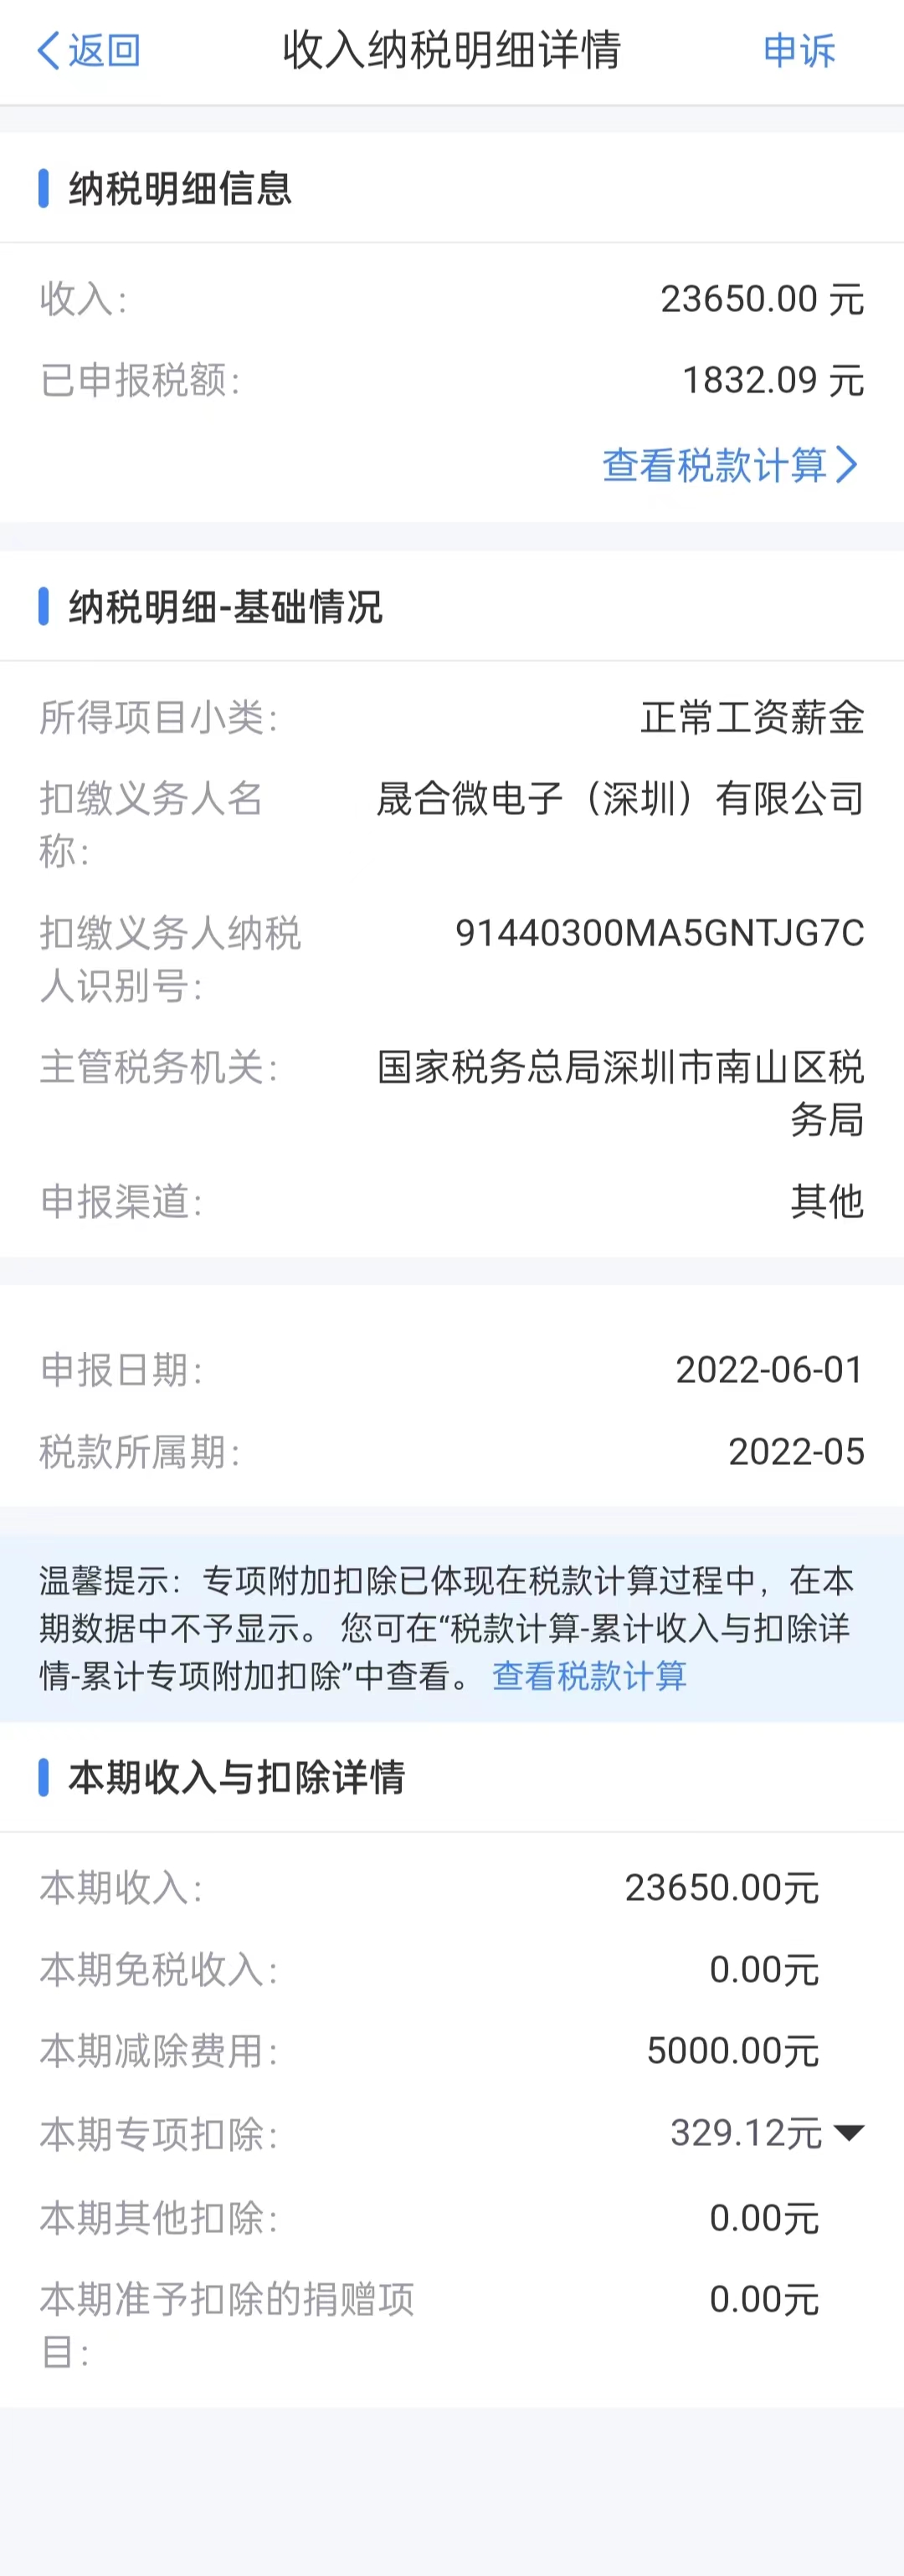 返回 收入纳税明细详情 申诉
纳税明细信息
收入: 23650.00 元
已申报税额: 1832.09 元
查看税款计算
纳税明细-基础情况
所得项目小类: 正常工资薪金
扣缴义务人名 晟合微电子（深圳）有限公司
称:
扣缴义务人纳税 91440300MA5GNTJG7C
人识别号:
主管税务机关: 国家税务总局深圳市南山区税
务局
申报渠道: 其他
申报日期: 2022-06-01
税款所属期: 2022-05
温馨提示：专项附加扣除已体现在税款计算过程中，在本
期数据中不予显示。 您可在“税款计算-累计收入与扣除详
情-累计专项附加扣除”中查看。 查看税款计算
本期收入与扣除详情
本期收入: 23650.00元
本期免税收入: 0.00元
本期减除费用: 5000.00元
本期专项扣除: 329.12元
本期其他扣除: 0.00元
本期准予扣除的捐赠项 0.00元
目: